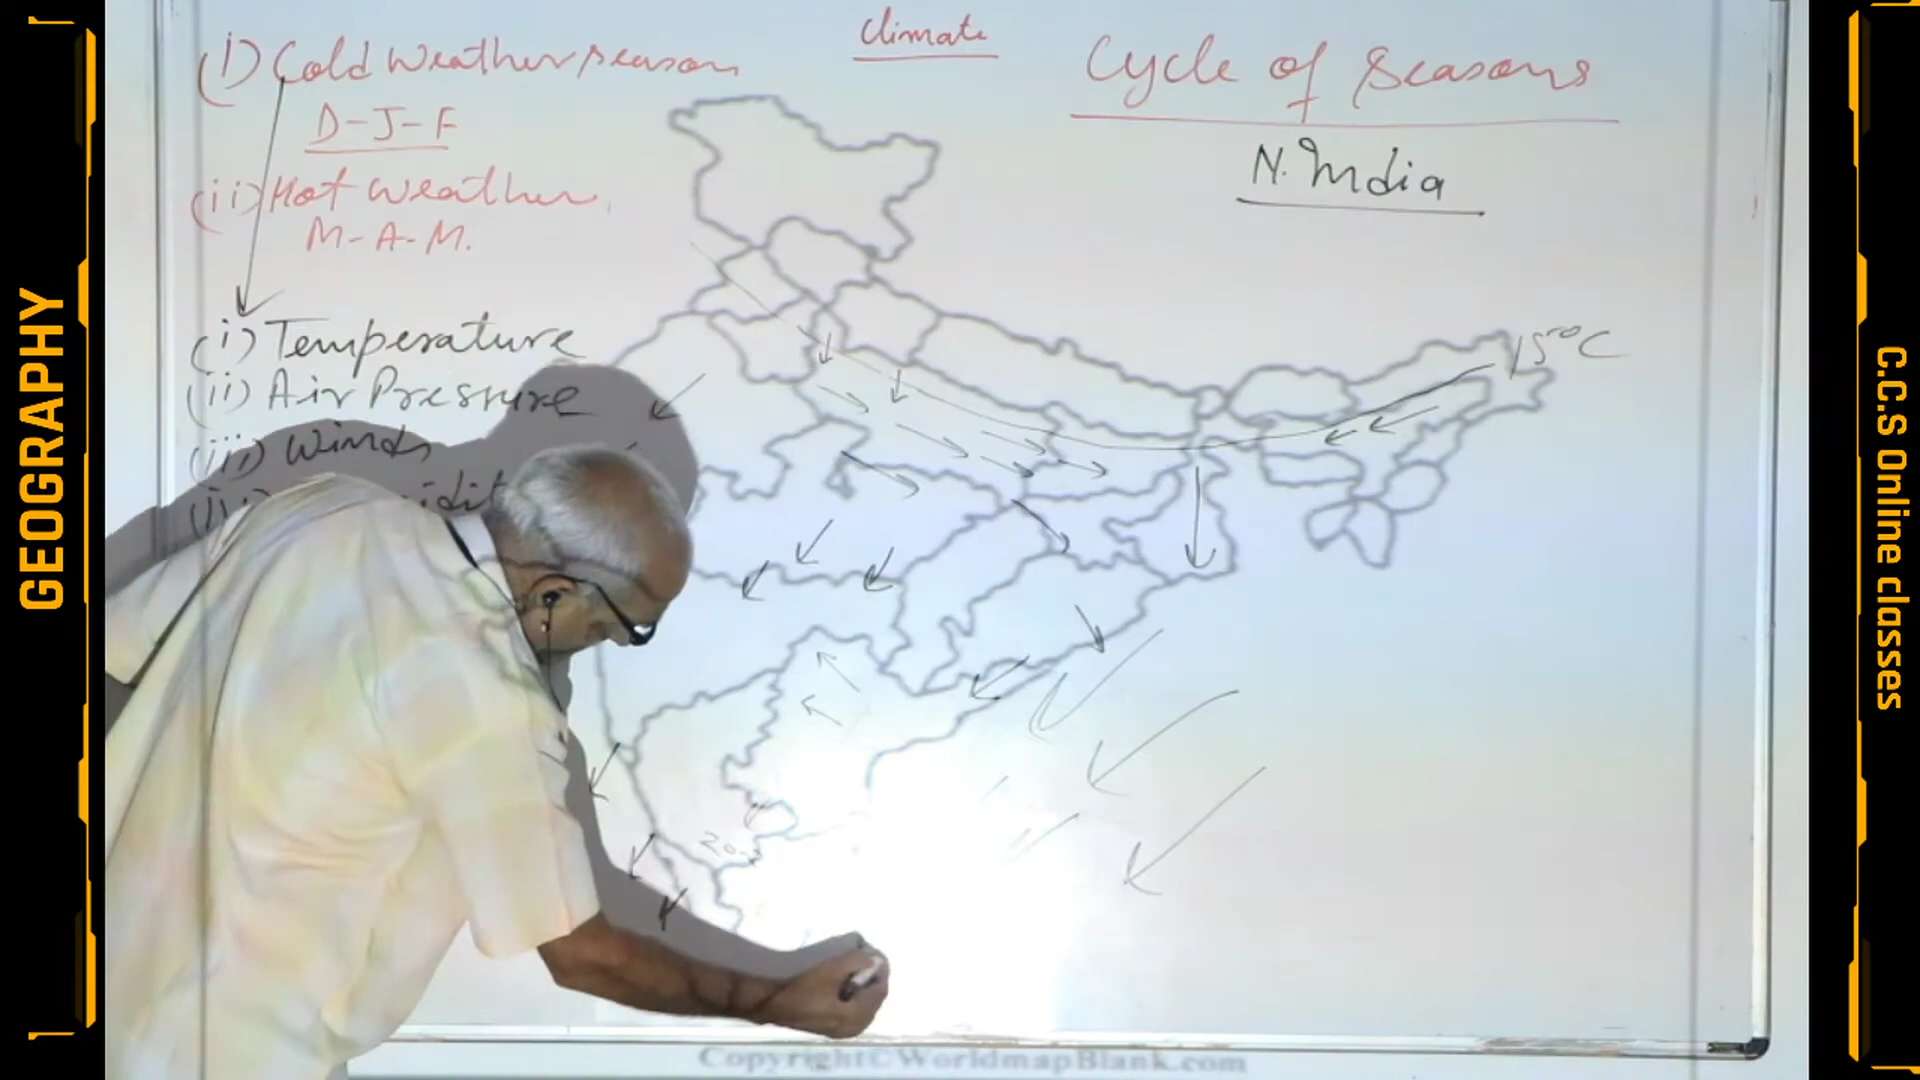 GEOGRAPHY
C.C.S Online classes
Climate
Cycle of Seasons
N. India
(i) Cold Weather season
D-J-F
(ii) Hot Weather
M-A-M.
(i) Temperature
(ii) Air Pressure
(iii) Winds
15°C
Copyright©WorldmapBlank.com